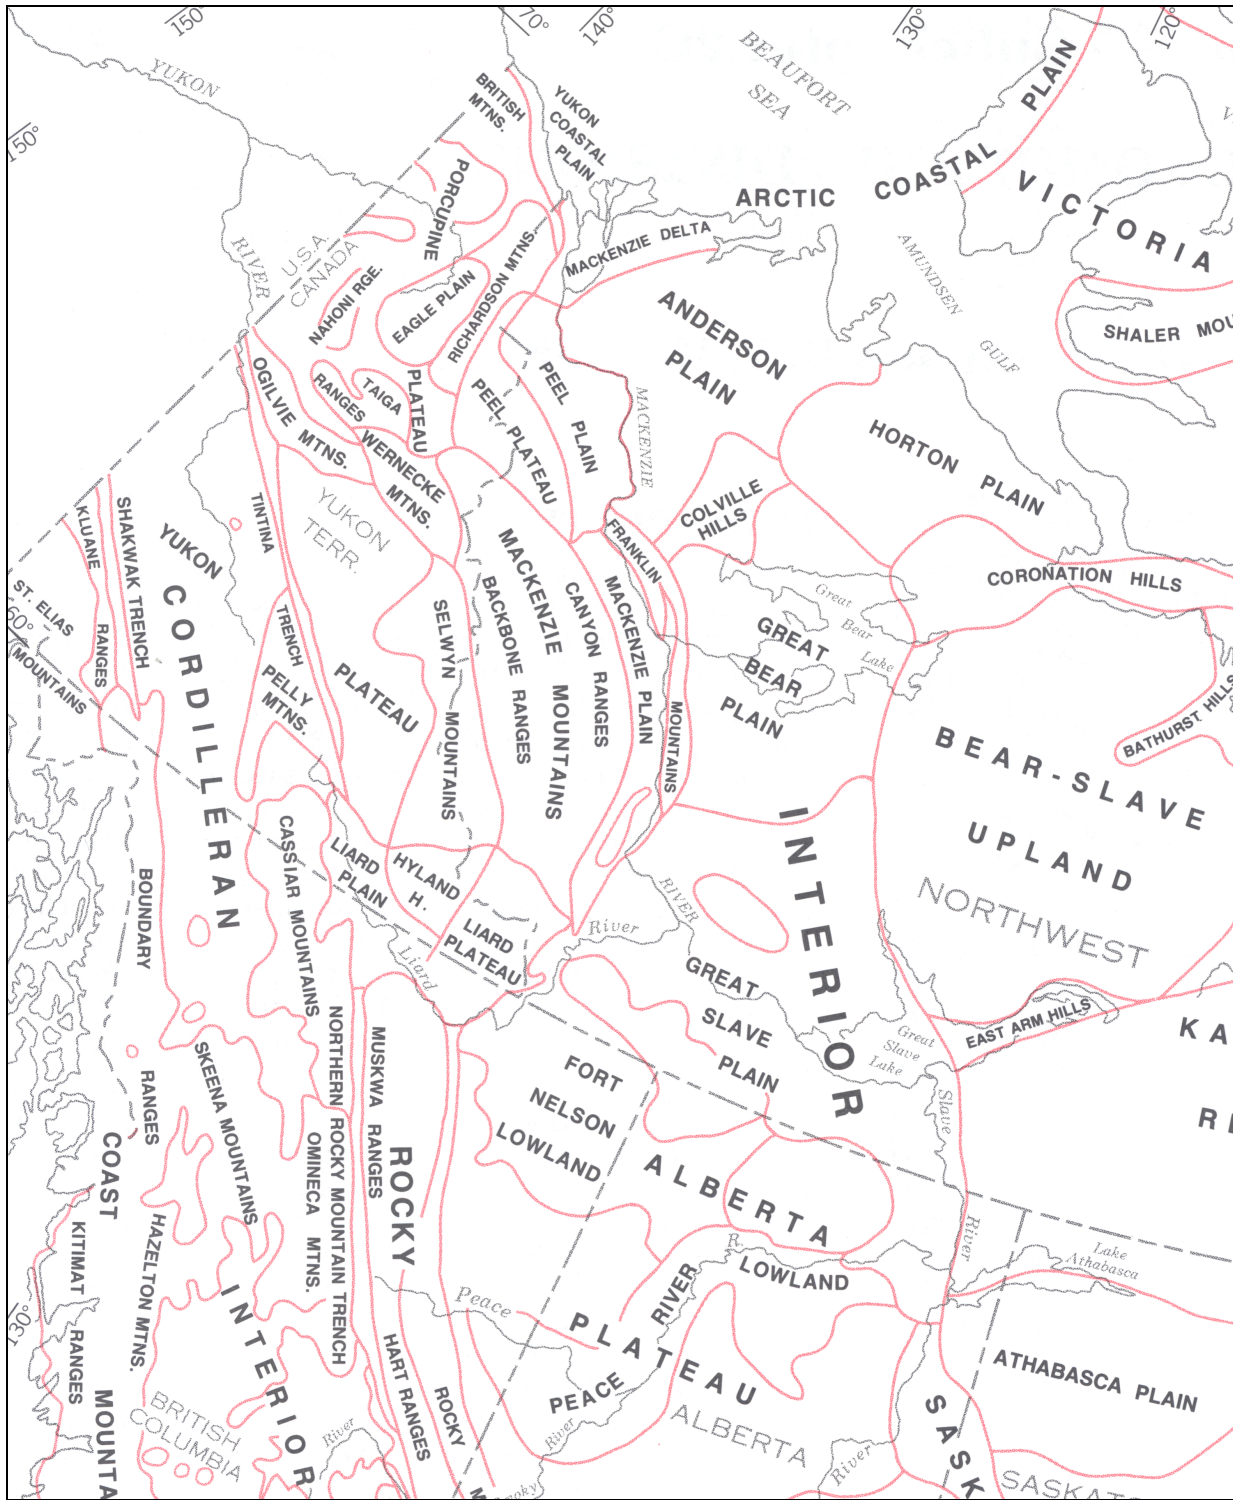 150°
70°
140°
130°
120°
YUKON
BEAUFORT
SEA
BRITISH
MTNS.
YUKON
COASTAL
PLAIN
150°
PORCUPINE
ARCTIC
COASTAL
PLAIN
VICTORIA
RIVER
U.S.A.
CANADA
MACKENZIE DELTA
AMUNDSEN
GULF
NAHONI RGE.
EAGLE PLAIN
RICHARDSON MTNS.
ANDERSON
PLAIN
SHALER MOU
OGILVIE MTNS.
RANGES
TAIGA
PLATEAU
PEEL PLATEAU
PEEL PLAIN
MACKENZIE
WERNECKE
MTNS.
HORTON PLAIN
COLVILLE
HILLS
KLUANE
RANGES
SHAKWAK TRENCH
YUKON
TINTINA
TRENCH
YUKON
TERR.
FRANKLIN
MOUNTAINS
CORONATION HILLS
ST. ELIAS
MOUNTAINS
60°
CORDILLERAN
SELWYN
MOUNTAINS
BACKBONE RANGES
MACKENZIE
MOUNTAINS
CANYON RANGES
MACKENZIE PLAIN
Great
Bear
Lake
GREAT
BEAR
PLAIN
PELLY
MTNS.
PLATEAU
BATHURST HILLS
BEAR-SLAVE
UPLAND
NORTHWEST
INTERIOR
BOUNDARY
RANGES
CASSIAR MOUNTAINS
LIARD
PLAIN
HYLAND
H.
LIARD
PLATEAU
Liard
River
RIVER
GREAT
SLAVE
PLAIN
Great
Slave
Lake
EAST ARM HILLS
KA
RI
Slave
River
SKEENA MOUNTAINS
NORTHERN ROCKY MOUNTAIN TRENCH
MUSKWA RANGES
OMINECA MTNS.
ROCKY
FORT
NELSON
LOWLAND
ALBERTA
PLATEAU
COAST
MOUNTA
KITIMAT RANGES
HAZELTON MTNS.
INTERIOR
R.
LOWLAND
RIVER
PEACE
Peace
River
Lake
Athabasca
130°
HART RANGES
ROCKY
M
BRITISH
COLUMBIA
River
moky
ALBERTA
River
ATHABASCA PLAIN
SASK
SASKAT